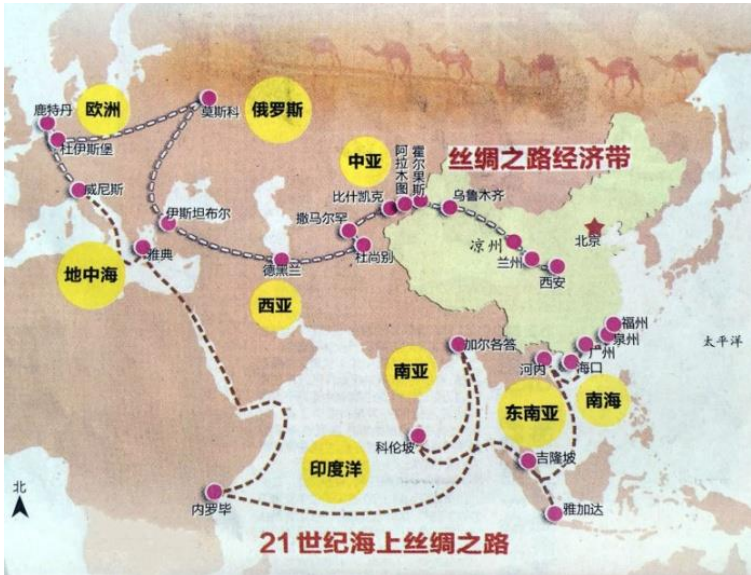 欧洲
俄罗斯
鹿特丹
莫斯科
杜伊斯堡
中亚
阿拉木图
霍尔果斯
丝绸之路经济带
威尼斯
比什凯克
乌鲁木齐
伊斯坦布尔
撒马尔罕
凉州
北京
雅典
地中海
德黑兰
杜尚别
兰州
西安
西亚
福州
泉州
太平洋
加尔各答
南亚
河内
海口
广州
东南亚
南海
科伦坡
印度洋
吉隆坡
北
内罗毕
雅加达
21世纪海上丝绸之路